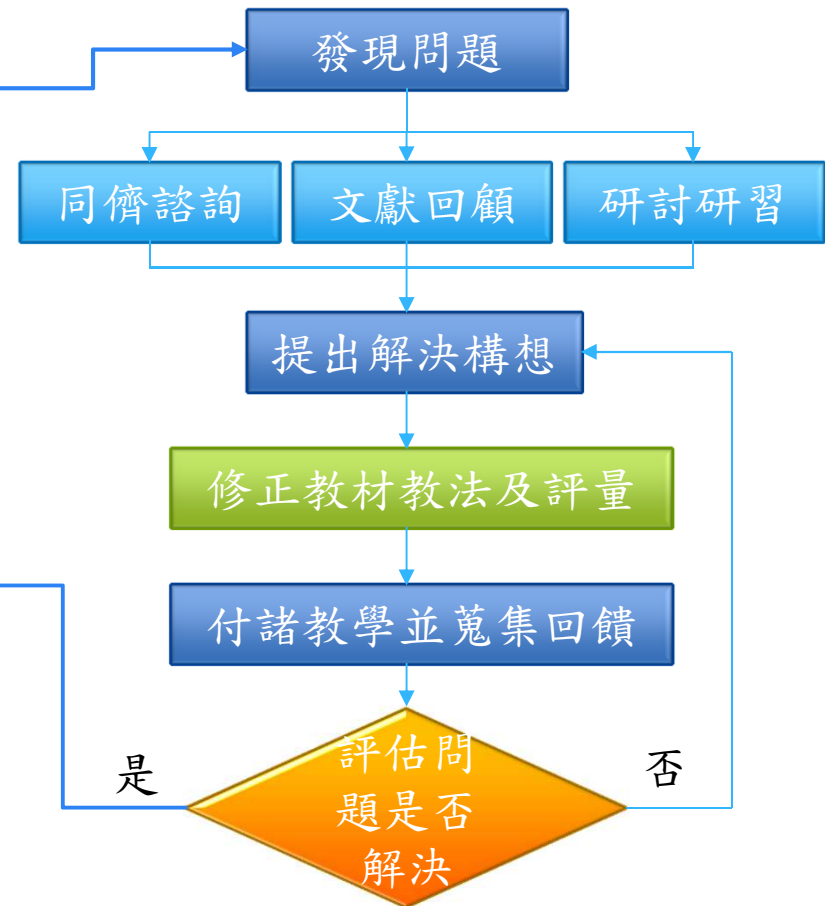 發現問題
同儕諮詢
文獻回顧
研討研習
提出解決構想
修正教材教法及評量
付諸教學並蒐集回饋
評估問
題是否
解決
是
否